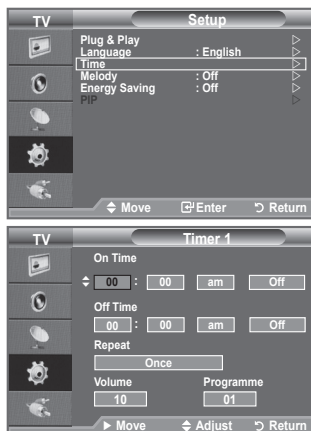 TV Setup
Plug & Play
Language : English
Time
Melody : Off
Energy Saving : Off
PIP
Move Enter Return
TV Timer 1
On Time
00 : 00 am Off
Off Time
00 : 00 am Off
Repeat
Once
Volume Programme
10 01
Move Adjust Return